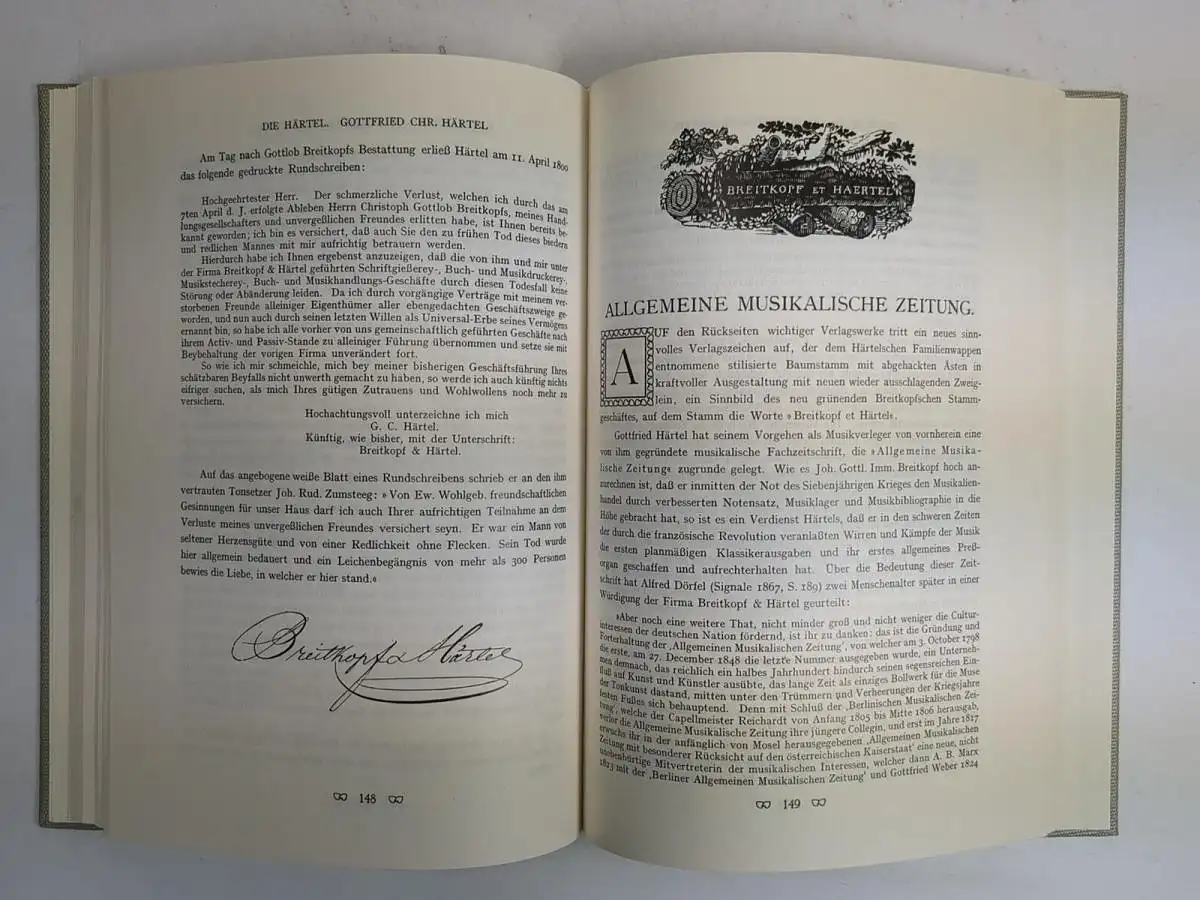 DIE HÄRTEL. GOTTFRIED CHR. HÄRTEL
Am Tag nach Gottlob Breitkopfs Bestattung erließ Härtel am 11. April 1800
das folgende gedruckte Rundschreiben:
Hochgeehrtester Herr. Der schmerzliche Verlust, welchen ich durch das am
7ten April d. J. erfolgte Ableben Herrn Christoph Gottlob Breitkopfs, meines Hand-
lungsgesellschafters und unvergeßlichen Freundes erlitten habe, ist Ihnen bereits be-
kannt geworden; ich bin es versichert, daß auch Sie den zu frühen Tod dieses biedern
und redlichen Mannes mit mir aufrichtig betrauern werden.
Hierdurch habe ich Ihnen ergebenst anzuzeigen, daß die von ihm und mir unter
der Firma Breitkopf & Härtel geführten Schriftgießerey-, Buch- und Musikdruckerey-,
Musikstecherey-, Buch- und Musikhandlungs-Geschäfte durch diesen Todesfall keine
Störung oder Abänderung leiden. Da ich durch vorgängige Verträge mit meinem ver-
storbenen Freunde alleiniger Eigenthümer aller ebengedachten Geschäftszweige ge-
worden, und nun auch durch seinen letzten Willen als Universal-Erbe seines Vermögens
ernannt bin, so habe ich alle vorher von uns gemeinschaftlich geführten Geschäfte nach
ihrem Activ- und Passiv-Stande zu alleiniger Führung übernommen und setze sie mit
Beybehaltung der vorigen Firma unverändert fort.
So wie ich mir schmeichle, mich bey meiner bisherigen Geschäftsführung Ihres
schätzbaren Beyfalls nicht unwerth gemacht zu haben, so werde ich auch künftig nichts
eifriger suchen, als mich Ihres gütigen Zutrauens und Wohlwollens noch mehr zu
versichern.
Hochachtungsvoll unterzeichne ich mich
G. C. Härtel.
Künftig, wie bisher, mit der Unterschrift:
Breitkopf & Härtel.
Auf das angebogene weiße Blatt eines Rundschreibens schrieb er an den ihm
vertrauten Tonsetzer Joh. Rud. Zumsteeg: »Von Ew. Wohlgeb. freundschaftlichen
Gesinnungen für unser Haus darf ich auch Ihrer aufrichtigen Teilnahme an dem
Verluste meines unvergeßlichen Freundes versichert seyn. Er war ein Mann von
seltener Herzensgüte und von einer Redlichkeit ohne Flecken. Sein Tod wurde
hier allgemein bedauert und ein Leichenbegängnis von mehr als 300 Personen
bewies die Liebe, in welcher er hier stand.«
Breitkopf & Härtel
148
BREITKOPF ET HAERTEL
ALLGEMEINE MUSIKALISCHE ZEITUNG.
AUF den Rückseiten wichtiger Verlagswerke tritt ein neues sinn-
volles Verlagszeichen auf, der dem Härtelschen Familienwappen
entnommene stilisierte Baumstamm mit abgehackten Ästen in
kraftvoller Ausgestaltung mit neuen wieder ausschlagenden Zweig-
lein, ein Sinnbild des neu grünenden Breitkopfschen Stamm-
geschäftes, auf dem Stamm die Worte »Breitkopf et Härtel«.
Gottfried Härtel hat seinem Vorgehen als Musikverleger von vornherein eine
von ihm gegründete musikalische Fachzeitschrift, die »Allgemeine Musika-
lische Zeitung« zugrunde gelegt. Wie es Joh. Gottl. Imm. Breitkopf hoch an-
zurechnen ist, daß er inmitten der Not des Siebenjährigen Krieges den Musikalien-
handel durch verbesserten Notensatz, Musiklager und Musikbibliographie in die
Höhe gebracht hat, so ist es ein Verdienst Härtels, daß er in den schweren Zeiten
der durch die französische Revolution veranlaßten Wirren und Kämpfe der Musik
die ersten planmäßigen Klassikerausgaben und ihr erstes allgemeines Preß-
organ geschaffen und aufrechterhalten hat. Über die Bedeutung dieser Zeit-
schrift hat Alfred Dörfel (Signale 1867, S. 189) zwei Menschenalter später in einer
Würdigung der Firma Breitkopf & Härtel geurteilt:
»Aber noch eine weitere That, nicht minder groß und nicht weniger die Cultur-
interessen der deutschen Nation fördernd, ist ihr zu danken: das ist die Gründung und
Forterhaltung der ‚Allgemeinen Musikalischen Zeitung‘, von welcher am 3. October 1798
die erste, am 27. December 1848 die letzte Nummer ausgegeben wurde, ein Unterneh-
men demnach, das reichlich ein halbes Jahrhundert hindurch seinen segensreichen Ein-
fluß auf Kunst und Künstler ausübte, das lange Zeit als einziges Bollwerk für die Muse
der Tonkunst dastand, mitten unter den Trümmern und Verheerungen der Kriegsjahre
festen Fußes sich behauptend. Denn mit Schluß der ‚Berlinischen Musikalischen Zei-
tung‘, welche der Capellmeister Reichardt von Anfang 1805 bis Mitte 1806 herausgab,
verlor die Allgemeine Musikalische Zeitung ihre jüngere Collegin, und erst im Jahre 1817
erwuchs ihr in der anfänglich von Mosel herausgegebenen ‚Allgemeinen Musikalischen
Zeitung mit besonderer Rücksicht auf den österreichischen Kaiserstaat‘ eine neue, nicht
unebenbürtige Mitvertreterin der musikalischen Interessen, welcher dann A. B. Marx
1823 mit der ‚Berliner Allgemeinen Musikalischen Zeitung‘ und Gottfried Weber 1824
149